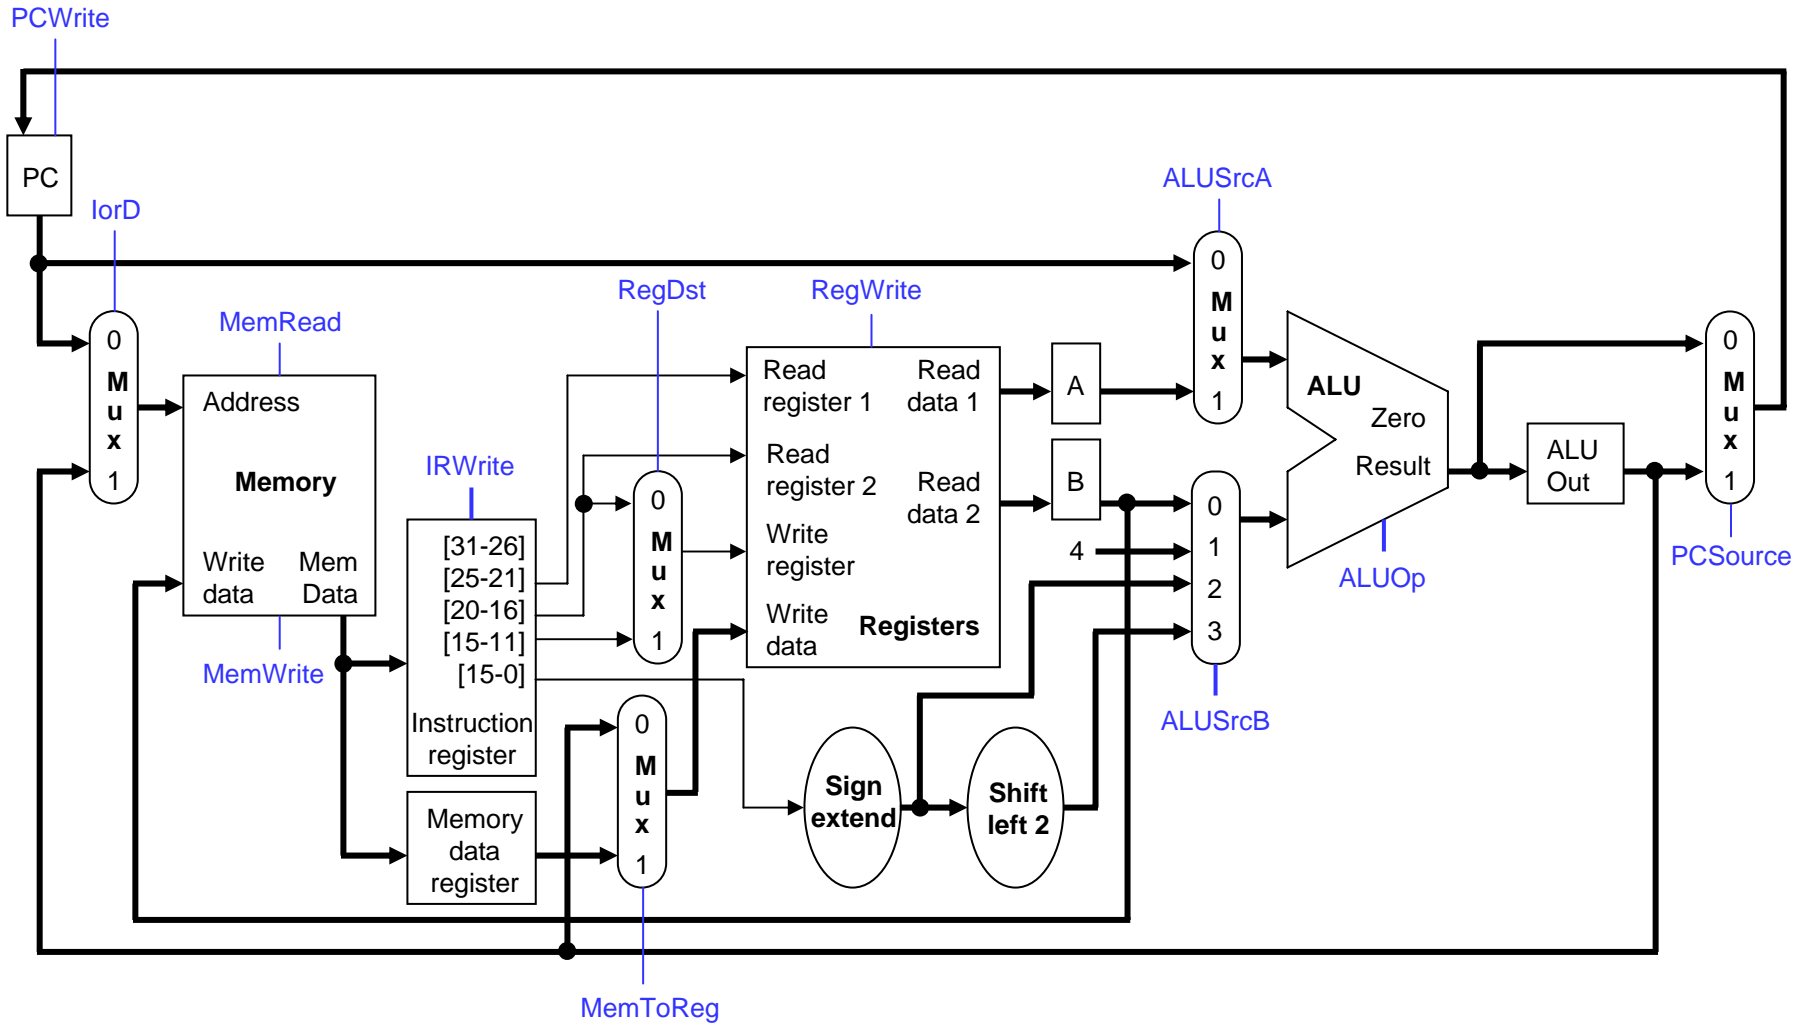 PCWrite
PC
IorD
0
M
u
x
1
MemRead
Address
Memory
Write
data
Mem
Data
MemWrite
IRWrite
[31-26]
[25-21]
[20-16]
[15-11]
[15-0]
Instruction
register
Memory
data
register
RegDst
0
M
u
x
1
0
M
u
x
1
MemToReg
RegWrite
Read
register 1
Read
data 1
Read
register 2
Read
data 2
Write
register
Write
data
Registers
Sign
extend
Shift
left 2
A
B
4
ALUSrcA
0
M
u
x
1
0
1
2
3
ALUSrcB
ALU
Zero
Result
ALUOp
ALU
Out
0
M
u
x
1
PCSource